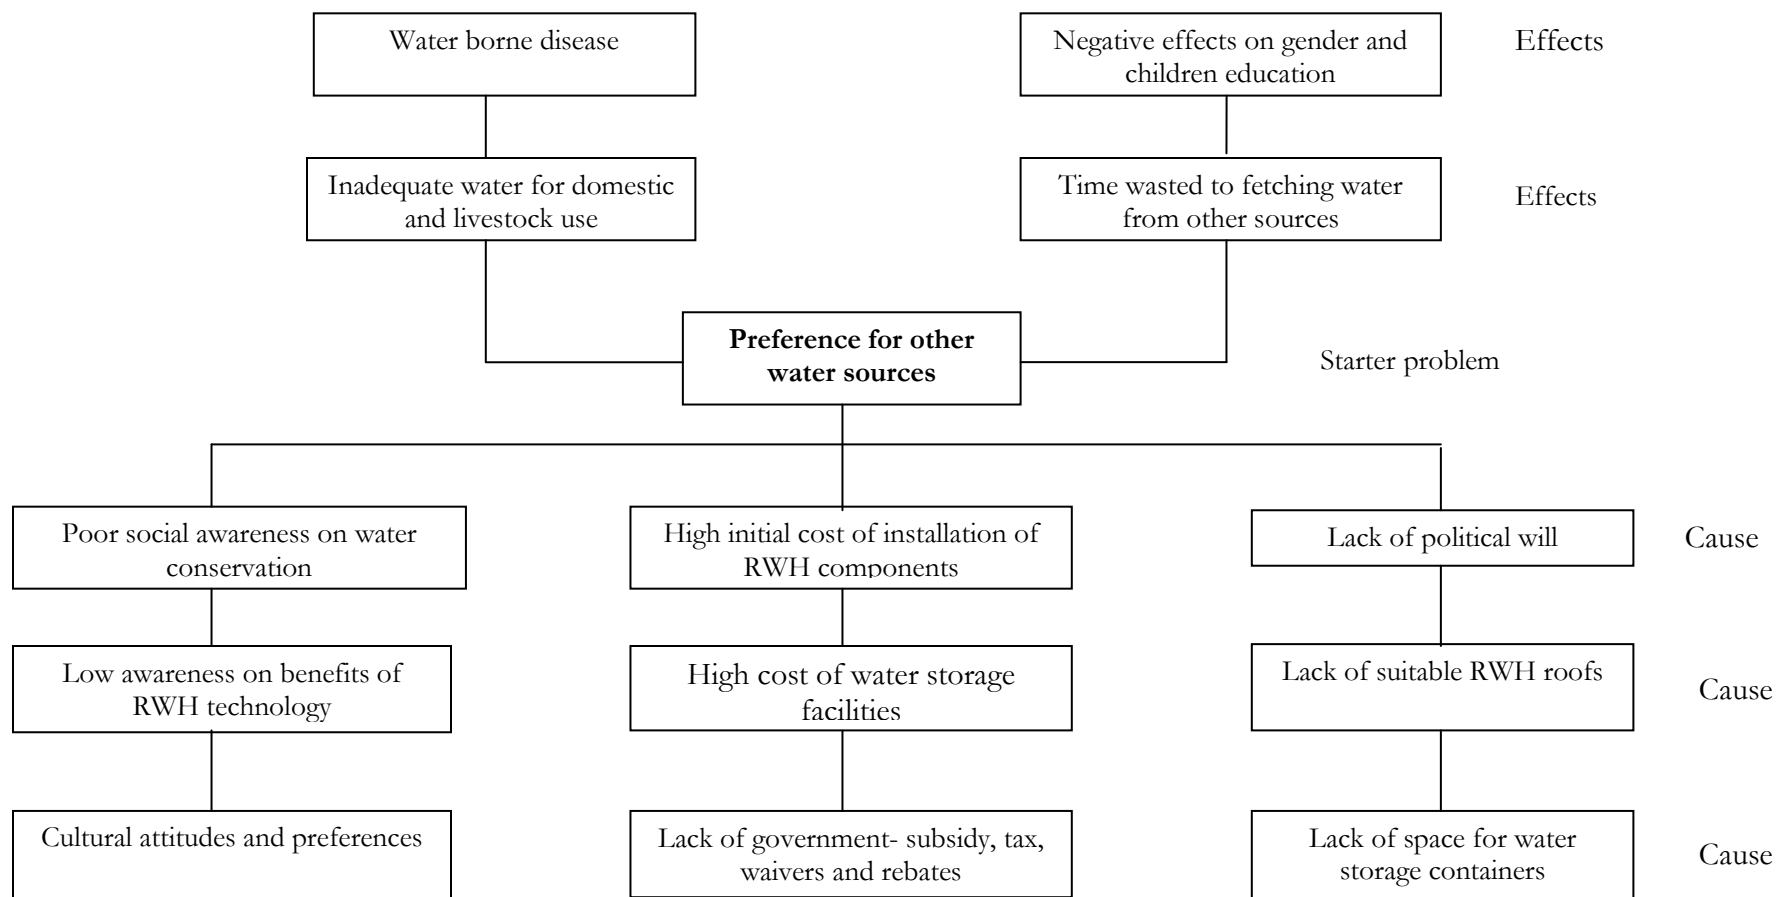 Water borne disease
Negative effects on gender and
children education
Effects
Inadequate water for domestic
and livestock use
Time wasted to fetching water
from other sources
Effects
Preference for other
water sources
Starter problem
Poor social awareness on water
conservation
High initial cost of installation of
RWH components
Lack of political will
Cause
Low awareness on benefits of
RWH technology
High cost of water storage
facilities
Lack of suitable RWH roofs
Cause
Cultural attitudes and preferences
Lack of government- subsidy, tax,
waivers and rebates
Lack of space for water
storage containers
Cause